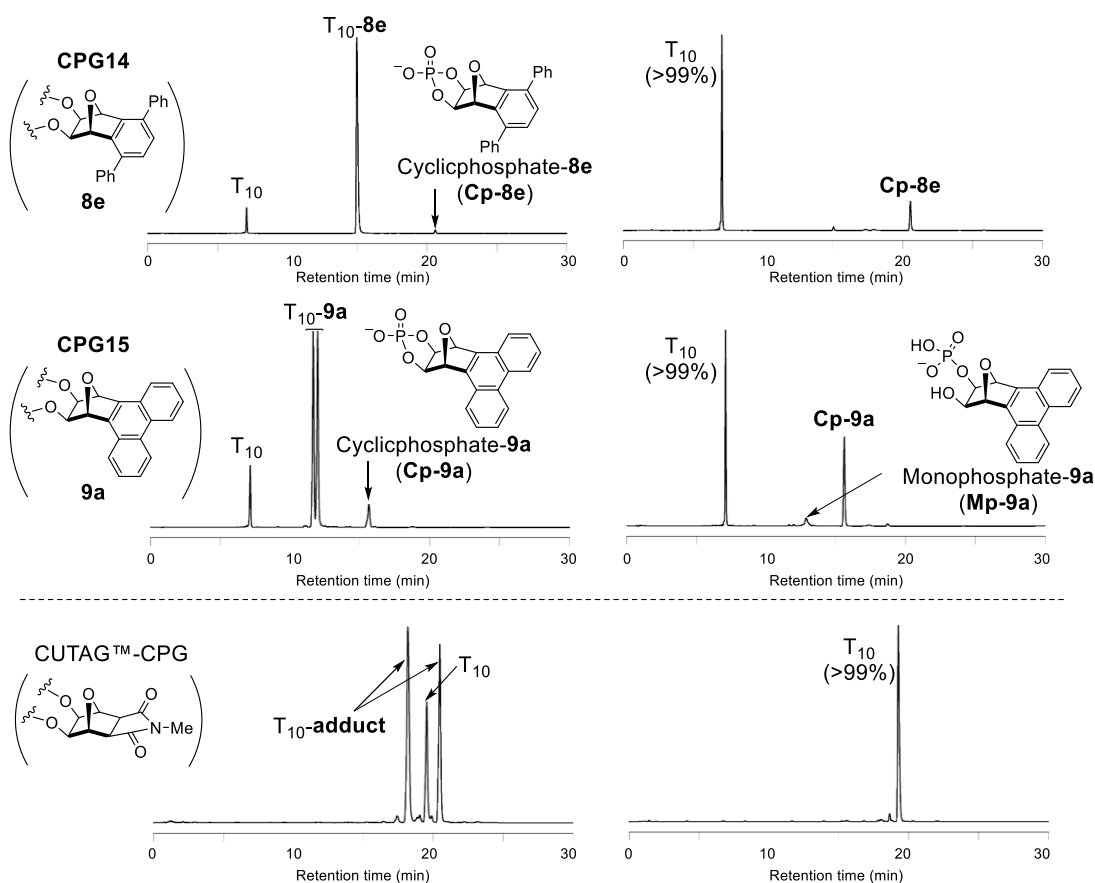 CPG14
O
O
O
Ph
Ph
8e
T10
T10-8e
O
−O
P
O
O
O
Ph
Ph
Cyclicphosphate-8e
(Cp-8e)
0 10 20 30
Retention time (min)
T10
(>99%)
Cp-8e
0 10 20 30
Retention time (min)
CPG15
O
O
O
9a
T10
T10-9a
O
−O
P
O
O
O
Cyclicphosphate-9a
(Cp-9a)
0 10 20 30
Retention time (min)
T10
(>99%)
Cp-9a
HO
O
P
−O
O
O
HO
Monophosphate-9a
(Mp-9a)
0 10 20 30
Retention time (min)
CUTAG™-CPG
O
O
O
O
N−Me
O
T10-adduct
T10
0 10 20 30
Retention time (min)
T10
(>99%)
0 10 20 30
Retention time (min)